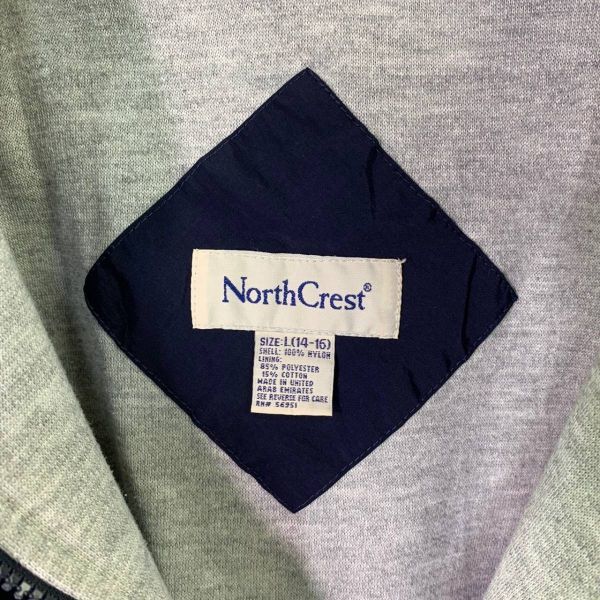 NorthCrest®
SIZE: L(14-16)
SHELL: 100% NYLON
LINING:
85% POLYESTER
15% COTTON
MADE IN UNITED
ARAB EMIRATES
SEE REVERSE FOR CARE
RN# 56951